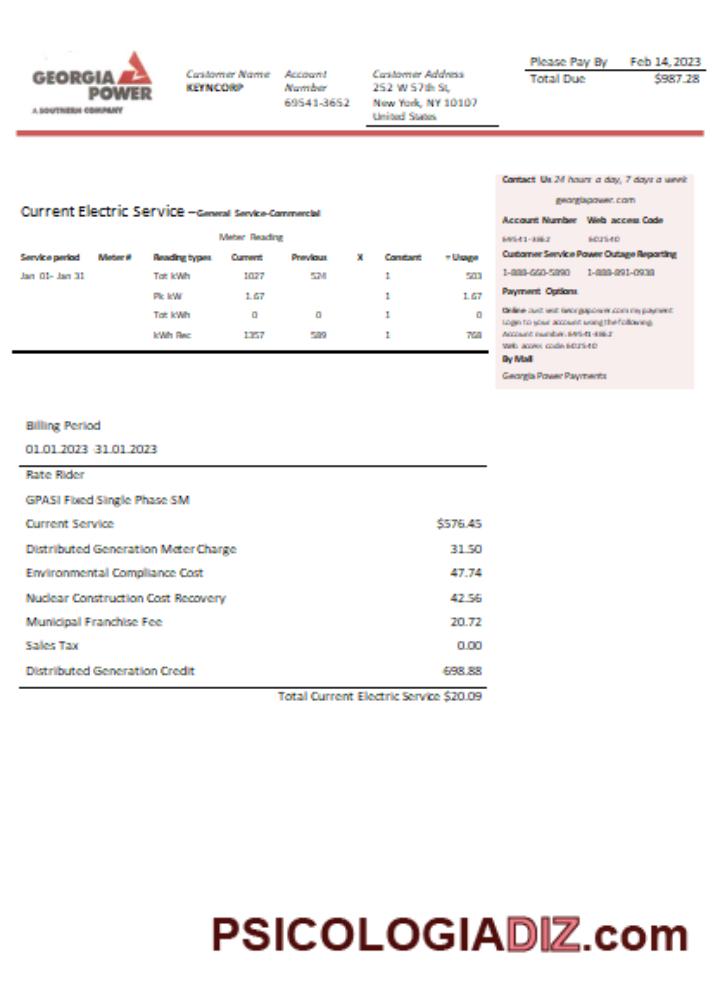 GEORGIA
POWER
A SOUTHERN COMPANY
Customer Name
KEYNCORP
Account
Number
69541-3652
Customer Address
252 W 57th St,
New York, NY 10107
United States
Please Pay By Feb 14,2023
Total Due $987.28
Contact Us 24 hours a day, 7 days a week
georgiapower.com
Account Number Web access Code
69541-3862 602540
Customer Service Power Outage Reporting
1-888-660-5890 1-888-891-0938
Payment Options
Online Just visit Georgiapower.com my payment
Login to your account using the following.
Account number. 69541-3862
Web access code 602540
By Mail
Georgia Power Payments
Current Electric Service –General Service-Commercial
Meter Reading
Service period Meter# Reading types Current Previous X Constant = Usage
Jan 01- Jan 31 Tot kWh 1027 524 1 503
Pk kW 1.67 1 1.67
Tot kWh 0 0 1 0
kWh Rec 1357 589 1 768
Billing Period
01.01.2023 31.01.2023
Rate Rider
GPASI Fixed Single Phase SM
Current Service $576.45
Distributed Generation Meter Charge 31.50
Environmental Compliance Cost 47.74
Nuclear Construction Cost Recovery 42.56
Municipal Franchise Fee 20.72
Sales Tax 0.00
Distributed Generation Credit -698.88
Total Current Electric Service $20.09
PSICOLOGIADIZ.com